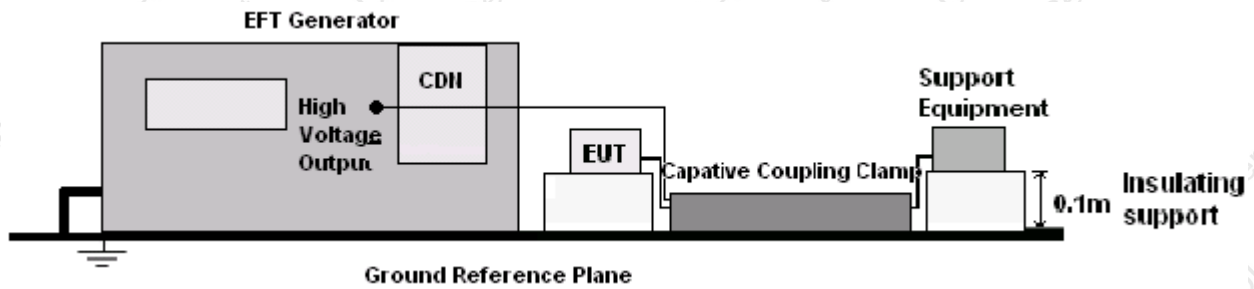 EFT Generator
CDN
High
Voltage
Output
Support
Equipment
EUT
Capative Coupling Clamp
0.1m
Insulating
support
Ground Reference Plane